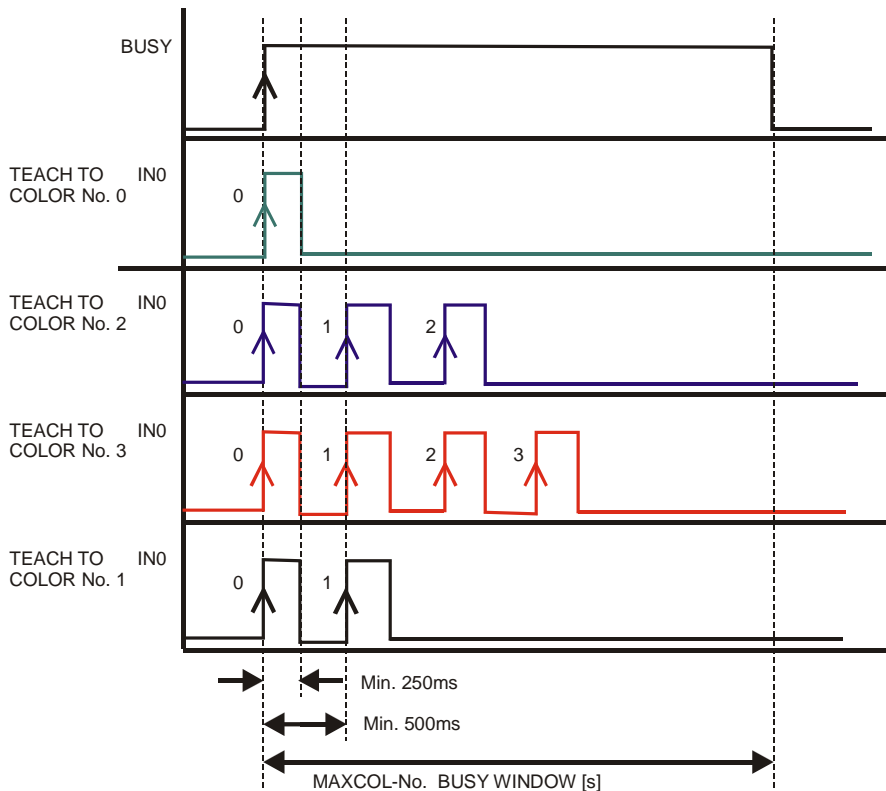 BUSY
TEACH TO IN0
COLOR No. 0
0
TEACH TO IN0
COLOR No. 2
0 1 2
TEACH TO IN0
COLOR No. 3
0 1 2 3
TEACH TO IN0
COLOR No. 1
0 1
Min. 250ms
Min. 500ms
MAXCOL-No. BUSY WINDOW [s]